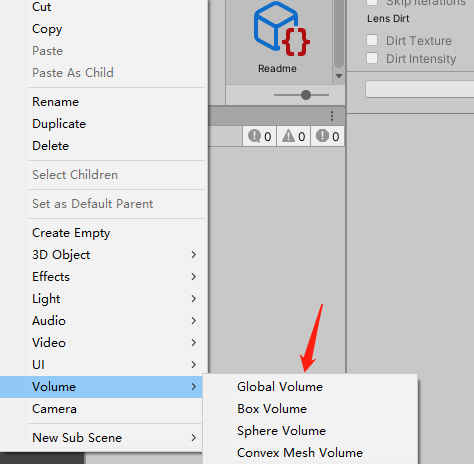 Cut
Copy
Paste
Paste As Child
Rename
Duplicate
Delete
Select Children
Set as Default Parent
Create Empty
3D Object
Effects
Light
Audio
Video
UI
Volume
Camera
New Sub Scene
Global Volume
Box Volume
Sphere Volume
Convex Mesh Volume
Readme
0 0 0
Skip Iterations
Lens Dirt
Dirt Texture
Dirt Intensity